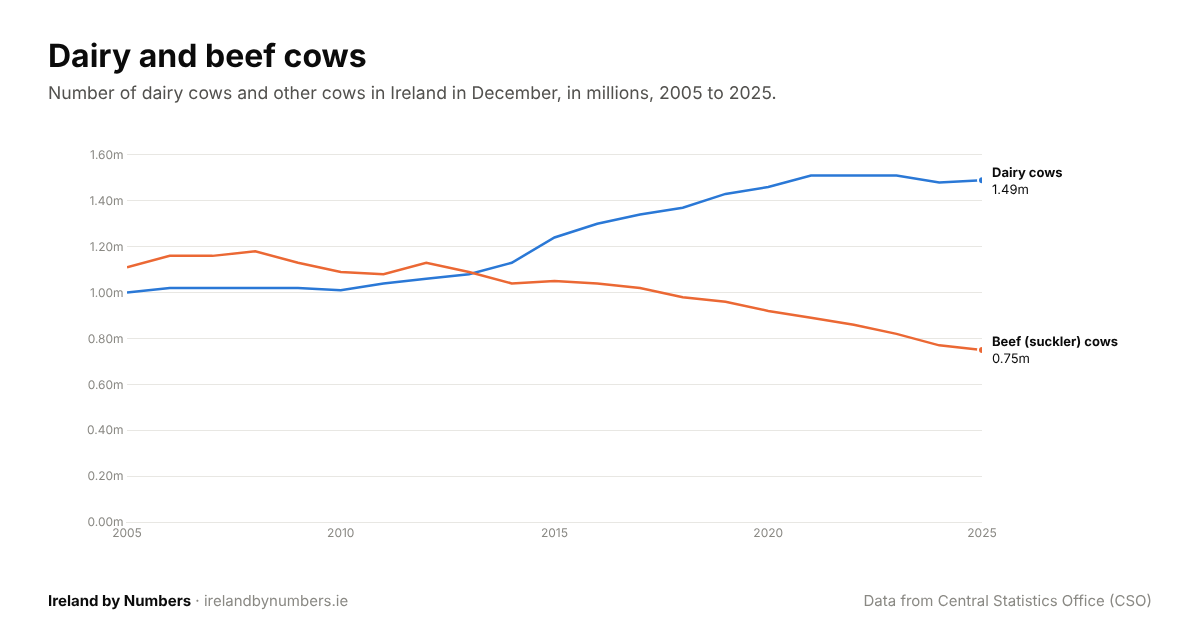 Dairy and beef cows
Number of dairy cows and other cows in Ireland in December, in millions, 2005 to 2025.
1.60m
Dairy cows
1.49m
1.40m
1.20m
1.00m
0.80m
Beef (suckler) cows
0.75m
0.60m
0.40m
0.20m
0.00m
2005 2010 2015 2020 2025
Ireland by Numbers · irelandbynumbers.ie Data from Central Statistics Office (CSO)